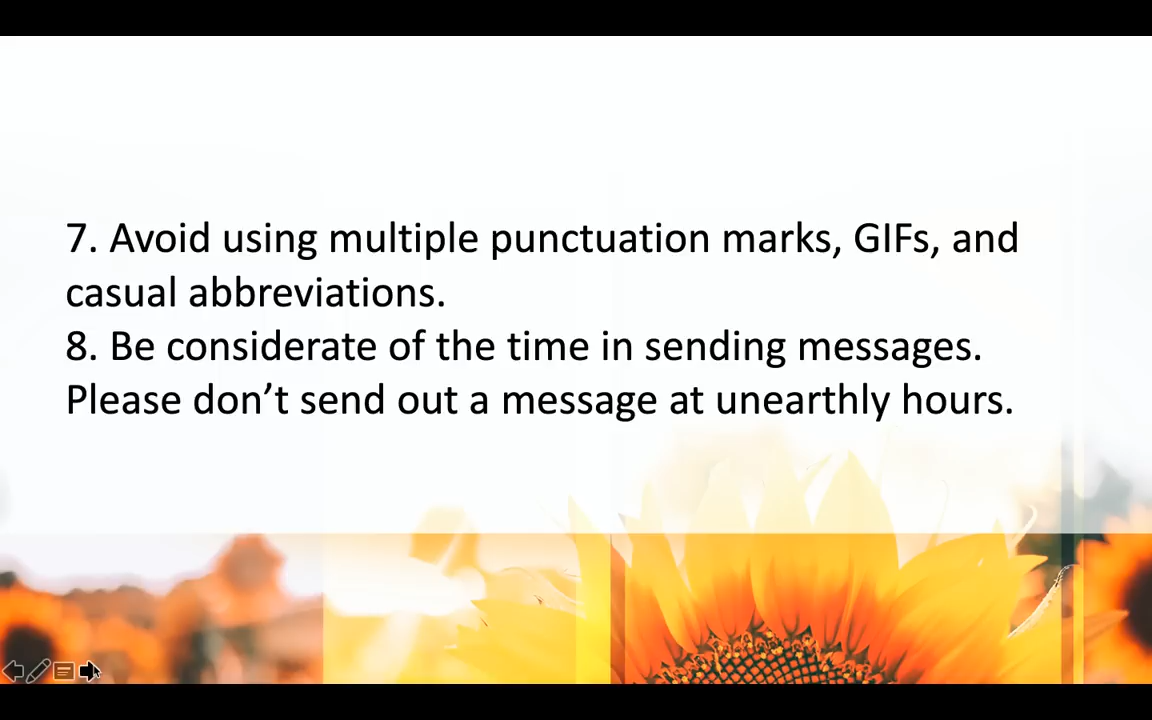 7. Avoid using multiple punctuation marks, GIFs, and
casual abbreviations.
8. Be considerate of the time in sending messages.
Please don’t send out a message at unearthly hours.